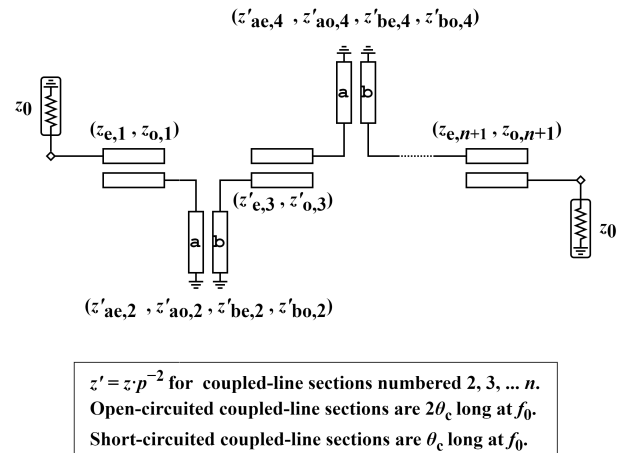 (z′ae,4 , z′ao,4 , z′be,4 , z′bo,4)
z0
(ze,1 , zo,1)
a b
(ze,n+1 , zo,n+1)
(z′e,3 , z′o,3)
a b
z0
(z′ae,2 , z′ao,2 , z′be,2 , z′bo,2)
z′ = z·p⁻² for coupled-line sections numbered 2, 3, ... n.
Open-circuited coupled-line sections are 2θc long at f0.
Short-circuited coupled-line sections are θc long at f0.